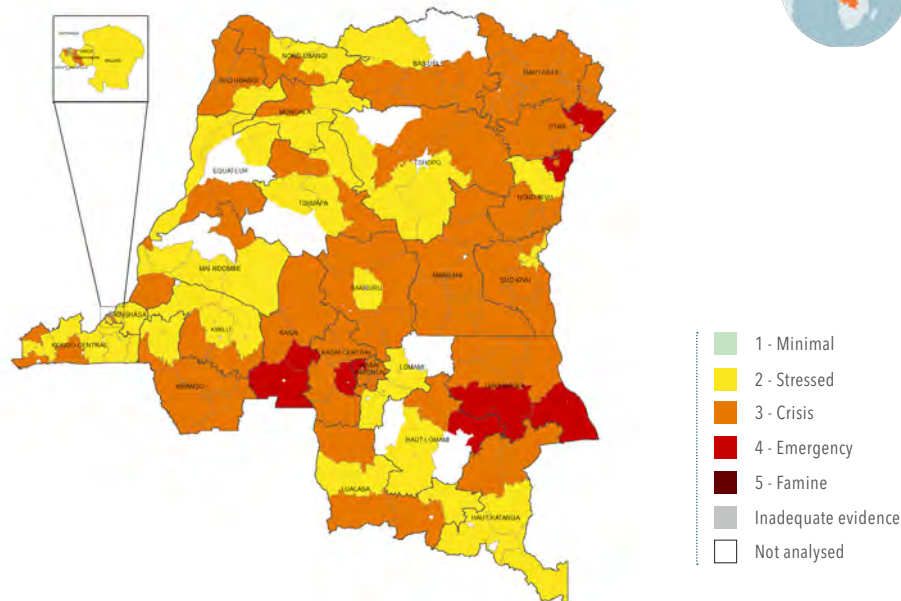 NORD-UBANGI
BAS-UELE
HAUT-UELE
SUD-UBANGI
MONGALA
ITURI
TSHOPO
EQUATEUR
NORD-KIVU
TSHUAPA
MAI-NDOMBE
MANIEMA
SUD-KIVU
SANKURU
KINSHASA
KWILU
KASAI
KONGO-CENTRAL
KASAI-CENTRAL
LOMAMI
KWANGO
TANGANYIKA
HAUT-LOMAMI
LUALABA
HAUT-KATANGA
1 - Minimal
2 - Stressed
3 - Crisis
4 - Emergency
5 - Famine
Inadequate evidence
Not analysed